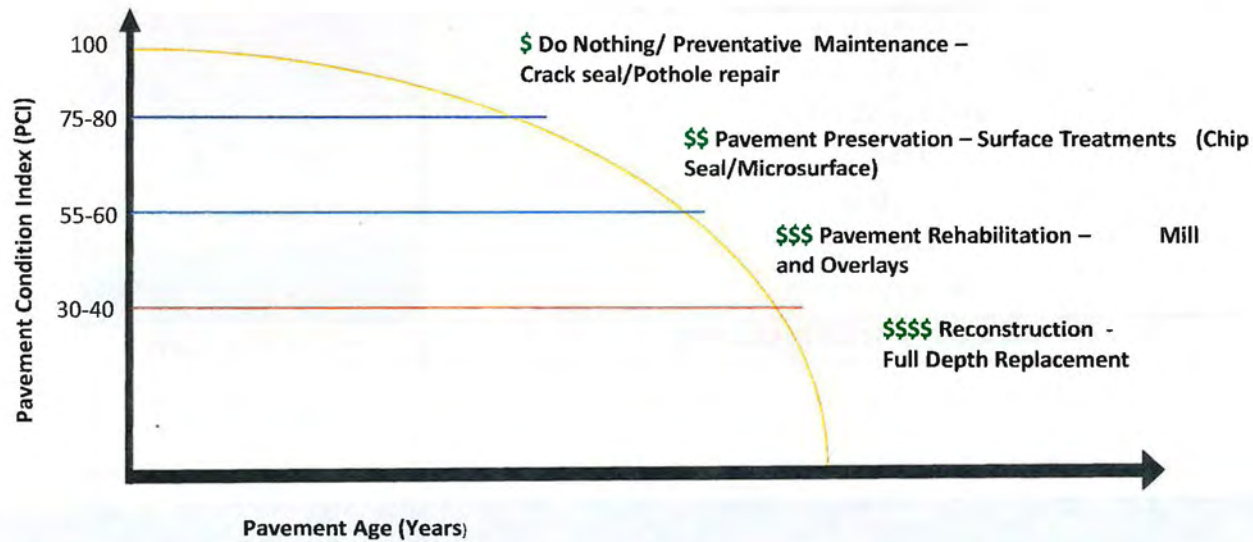 100
$ Do Nothing/ Preventative Maintenance –
Crack seal/Pothole repair
75-80
$$ Pavement Preservation – Surface Treatments (Chip
Seal/Microsurface)
55-60
$$$ Pavement Rehabilitation – Mill
and Overlays
30-40
$$$$ Reconstruction -
Full Depth Replacement
Pavement Condition Index (PCI)
Pavement Age (Years)